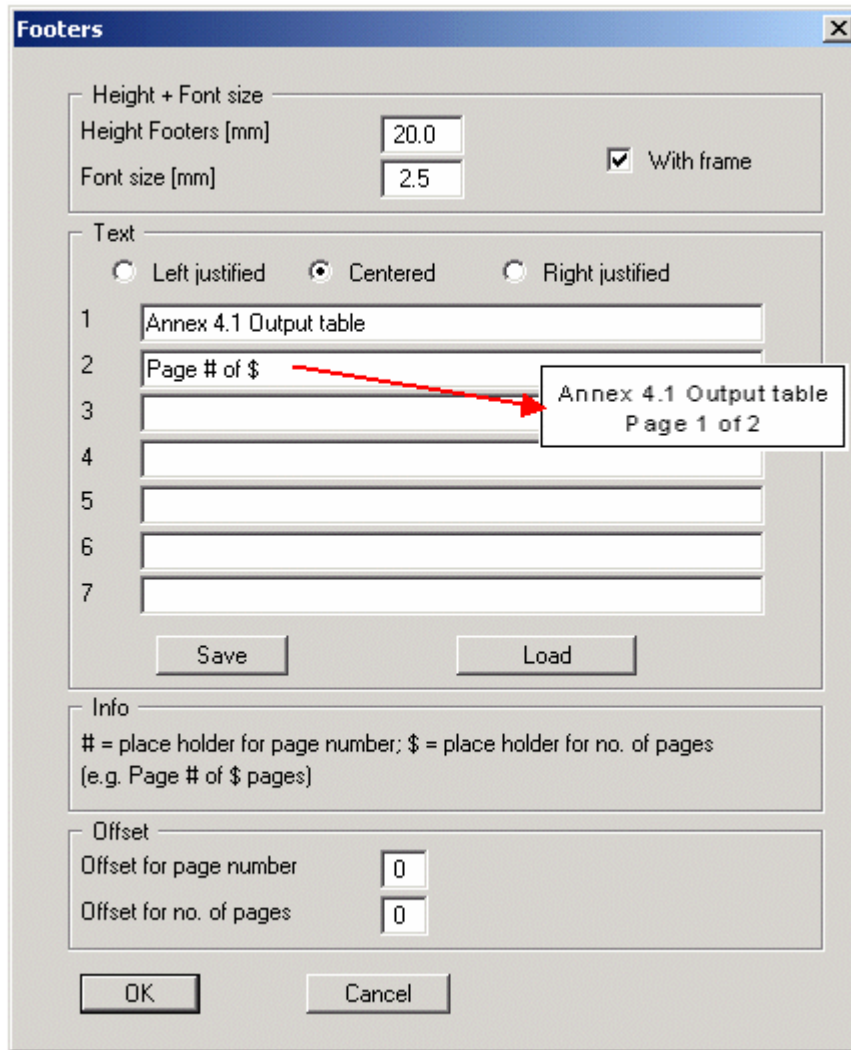 Footers
Height + Font size
Height Footers [mm] 20.0
With frame
Font size [mm] 2.5
Text
Left justified Centered Right justified
1 Annex 4.1 Output table
2 Page # of $
Annex 4.1 Output table
Page 1 of 2
3
4
5
6
7
Save Load
Info
# = place holder for page number; $ = place holder for no. of pages
(e.g. Page # of $ pages)
Offset
Offset for page number 0
Offset for no. of pages 0
OK Cancel